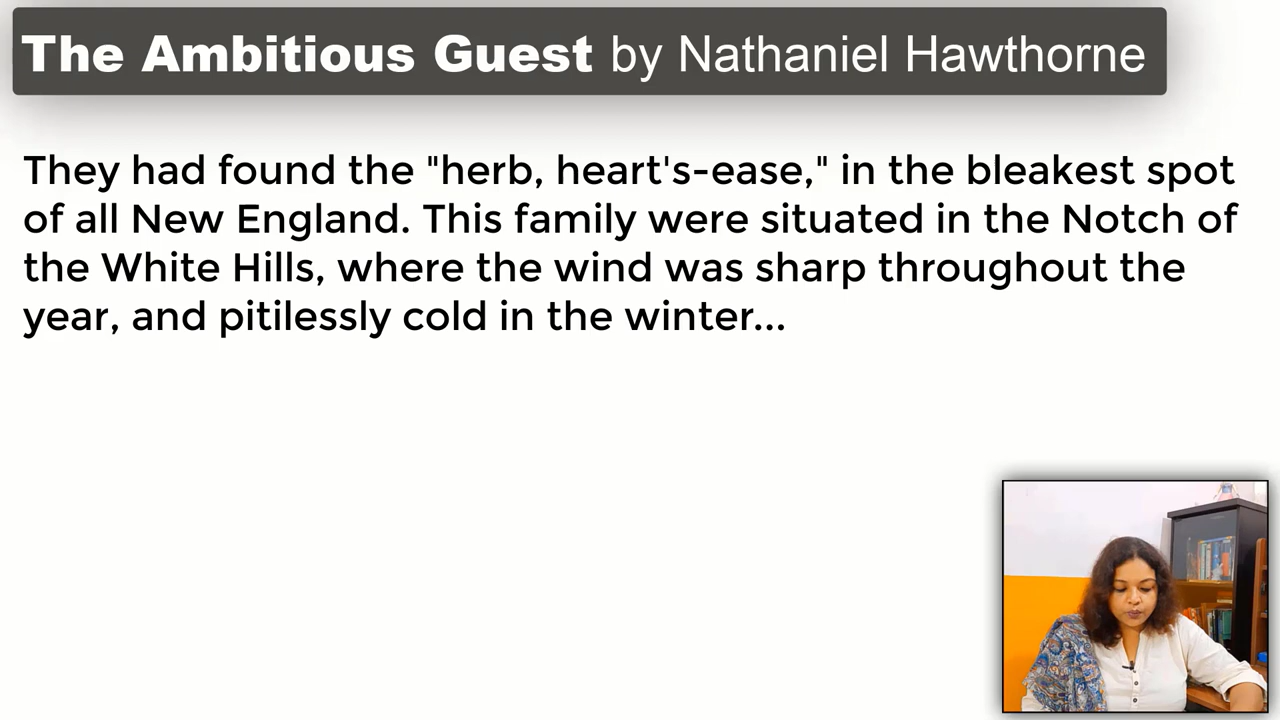 The Ambitious Guest by Nathaniel Hawthorne
They had found the "herb, heart's-ease," in the bleakest spot
of all New England. This family were situated in the Notch of
the White Hills, where the wind was sharp throughout the
year, and pitilessly cold in the winter...